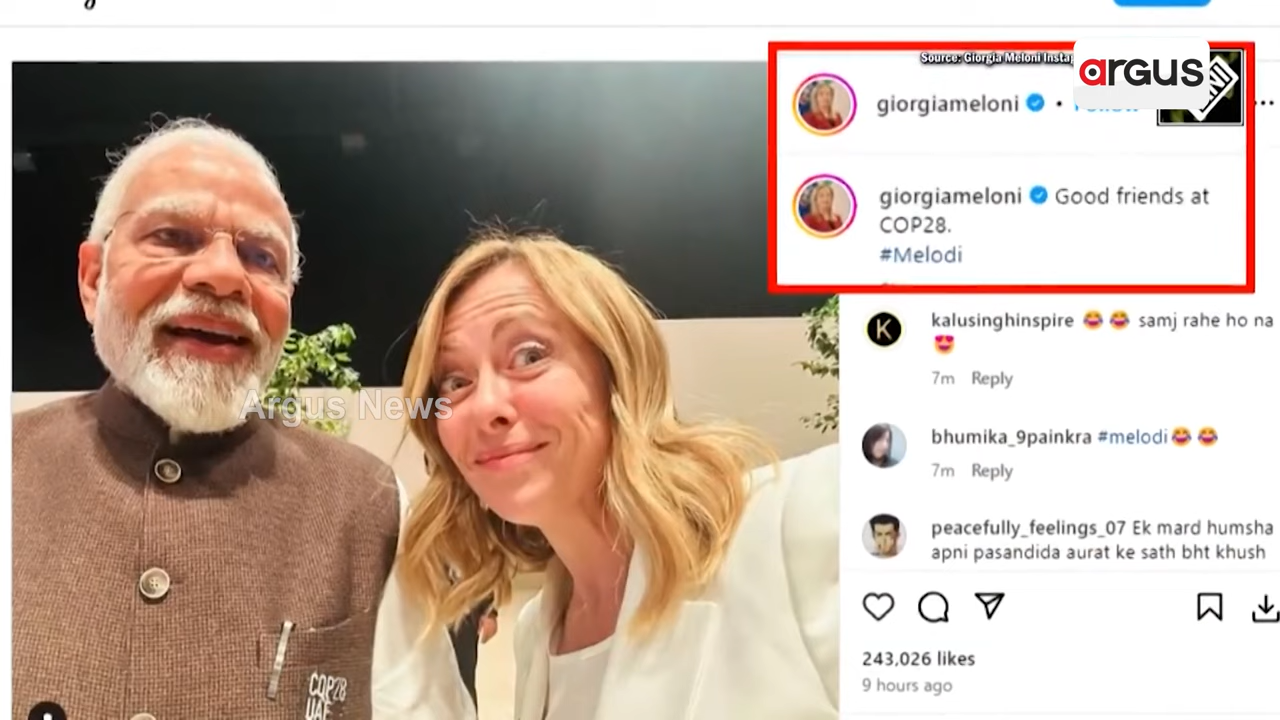 Source: Giorgia Meloni
argus
giorgiameloni •
giorgiameloni Good friends at
COP28.
#Melodi
K
kalusinghinspire 😂 😂 samj rahe ho na
😍
7m Reply
bhumika_9painkra #melodi😂 😂
7m Reply
peacefully_feelings_07 Ek mard humsha
apni pasandida aurat ke sath bht khush
243,026 likes
9 hours ago
Argus News
COP28
UAE